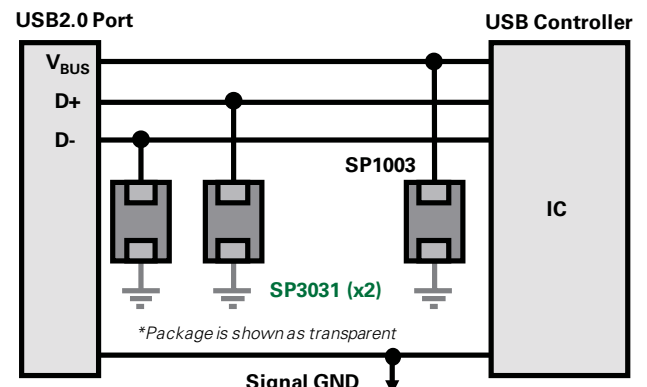 USB2.0 Port
USB Controller
VBUS
D+
D-
SP1003
IC
SP3031 (x2)
*Package is shown as transparent
Signal GND